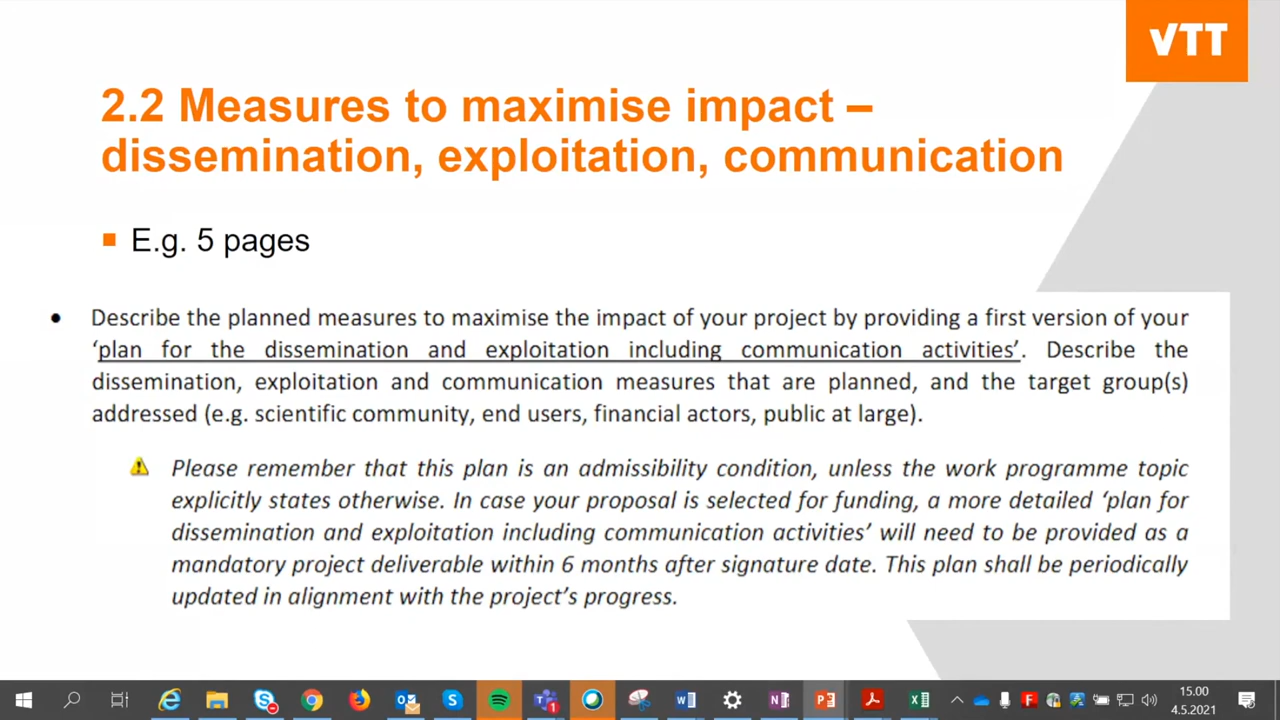 VTT
2.2 Measures to maximise impact –
dissemination, exploitation, communication
E.g. 5 pages
Describe the planned measures to maximise the impact of your project by providing a first version of your
‘plan for the dissemination and exploitation including communication activities’. Describe the
dissemination, exploitation and communication measures that are planned, and the target group(s)
addressed (e.g. scientific community, end users, financial actors, public at large).
Please remember that this plan is an admissibility condition, unless the work programme topic
explicitly states otherwise. In case your proposal is selected for funding, a more detailed ‘plan for
dissemination and exploitation including communication activities’ will need to be provided as a
mandatory project deliverable within 6 months after signature date. This plan shall be periodically
updated in alignment with the project’s progress.
15.00
4.5.2021